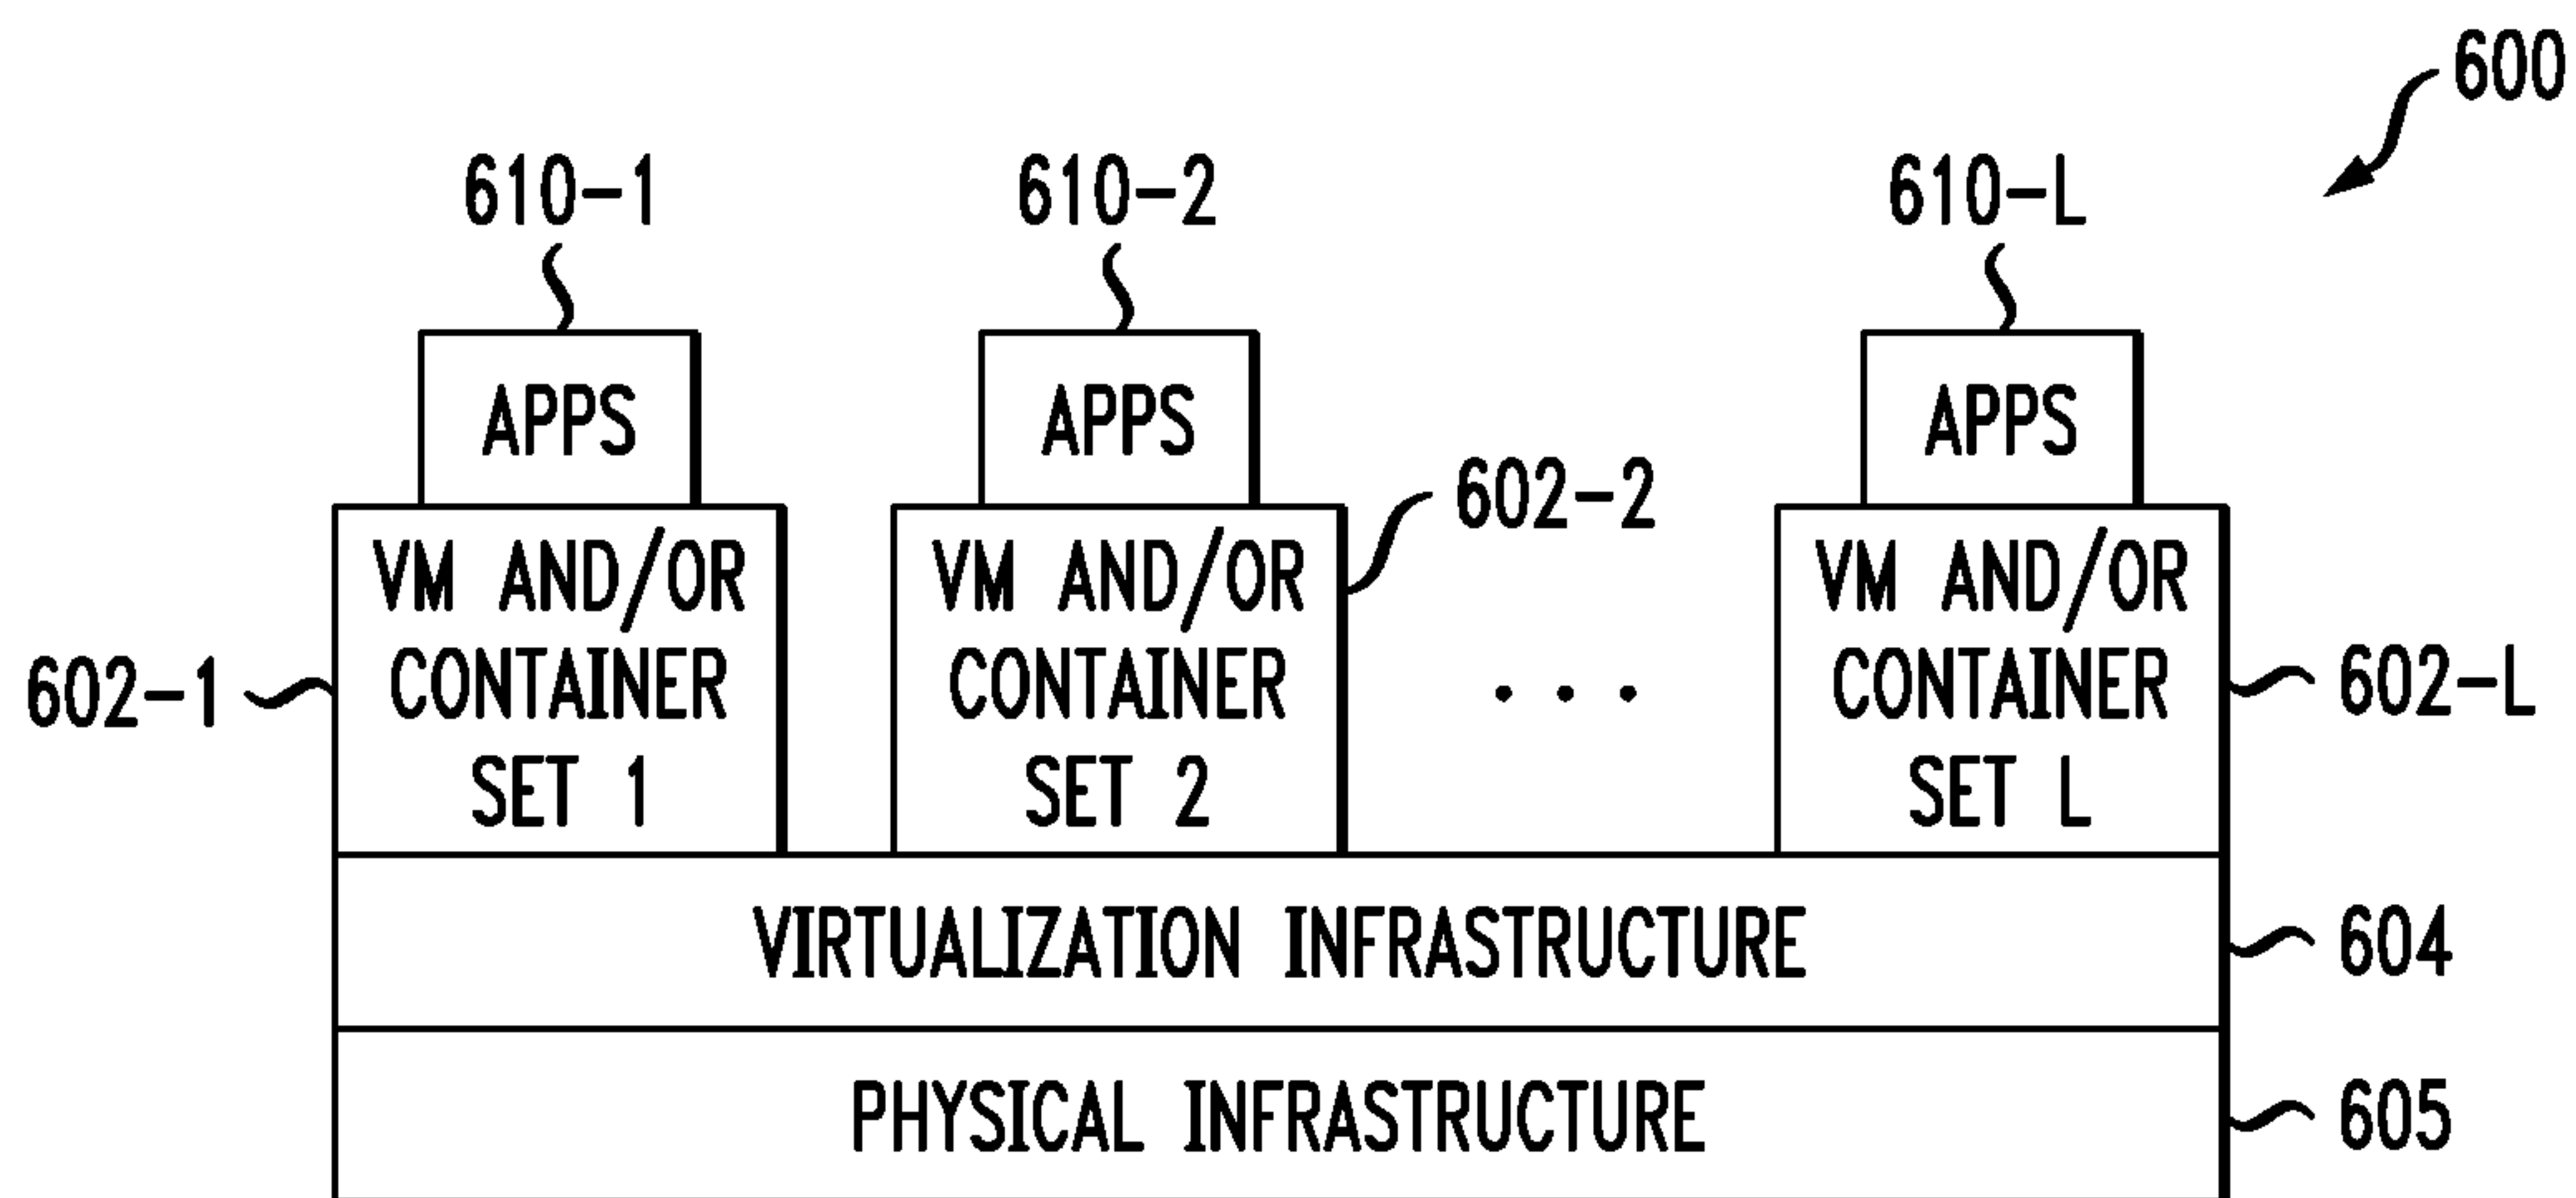 600
610-1
610-2
610-L
APPS
APPS
APPS
602-2
VM AND/OR
CONTAINER
SET 1
VM AND/OR
CONTAINER
SET 2
. . .
VM AND/OR
CONTAINER
SET L
602-1
602-L
VIRTUALIZATION INFRASTRUCTURE
604
PHYSICAL INFRASTRUCTURE
605